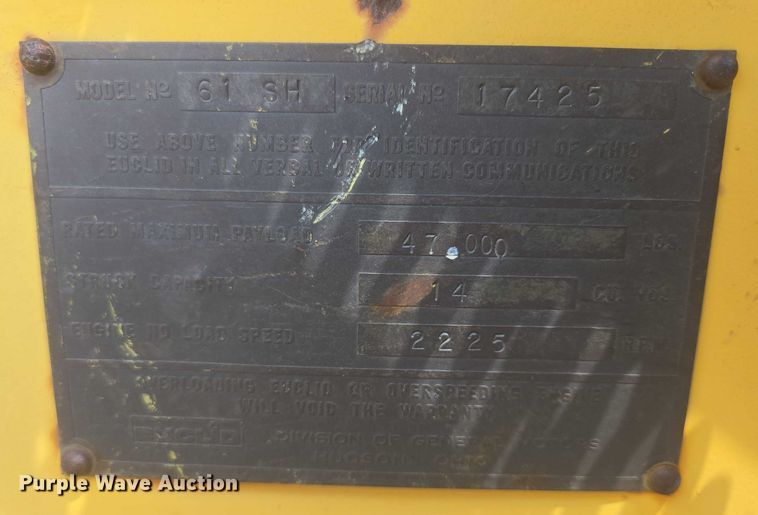 MODEL No 61 SH SERIAL No 17425
USE ABOVE NUMBER FOR IDENTIFICATION OF THIS
EUCLID IN ALL VERBAL OR WRITTEN COMMUNICATIONS
RATED MAXIMUM PAYLOAD 47.000 LBS.
STRUCK CAPACITY 14 CU. YDS.
ENGINE NO LOAD SPEED 2225 RPM
OVERLOADING EUCLID OR OVERSPEEDING ENGINE
WILL VOID THE WARRANTY
EUCLID DIVISION OF GENERAL MOTORS
HUDSON, OHIO
Purple Wave Auction